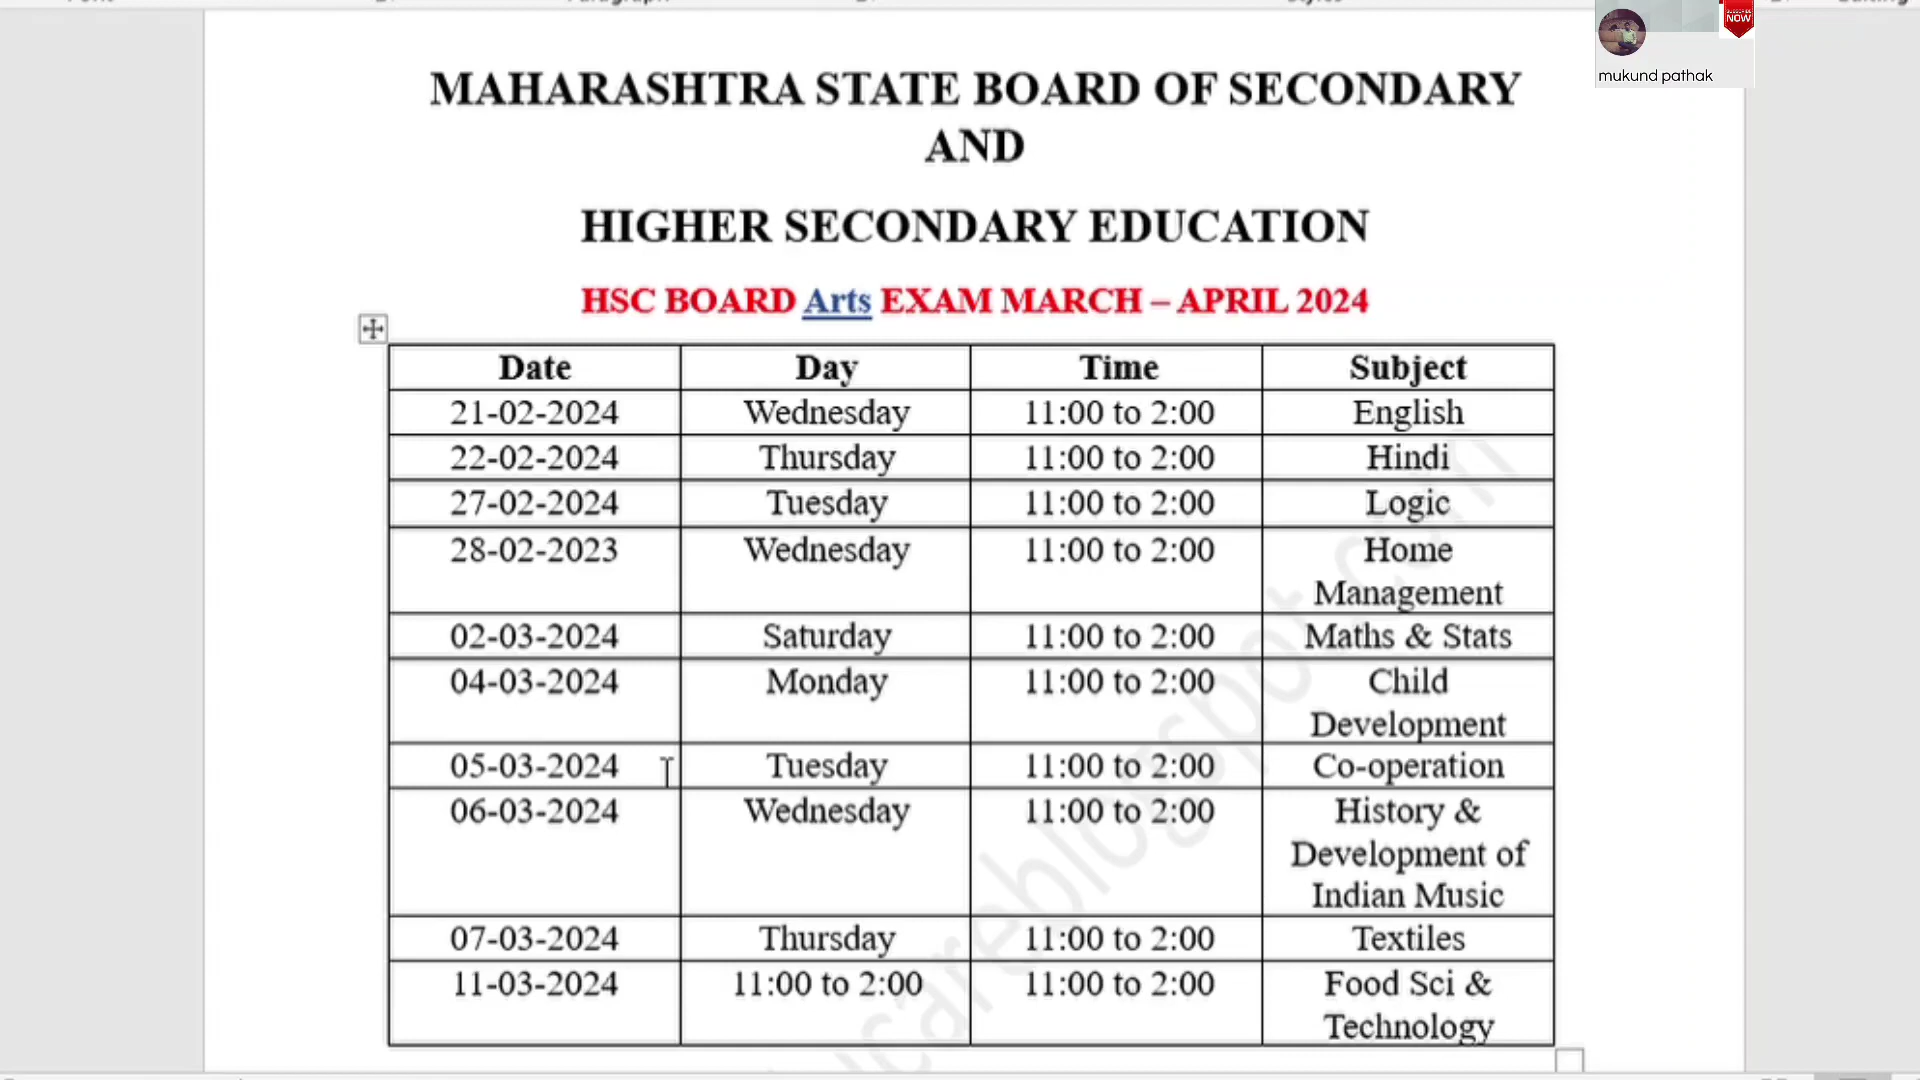 mukund pathak
SUBSCRIBE
NOW
MAHARASHTRA STATE BOARD OF SECONDARY
AND
HIGHER SECONDARY EDUCATION
HSC BOARD Arts EXAM MARCH – APRIL 2024
Date Day Time Subject
21-02-2024 Wednesday 11:00 to 2:00 English
22-02-2024 Thursday 11:00 to 2:00 Hindi
27-02-2024 Tuesday 11:00 to 2:00 Logic
28-02-2023 Wednesday 11:00 to 2:00 Home
Management
02-03-2024 Saturday 11:00 to 2:00 Maths & Stats
04-03-2024 Monday 11:00 to 2:00 Child
Development
05-03-2024 Tuesday 11:00 to 2:00 Co-operation
06-03-2024 Wednesday 11:00 to 2:00 History &
Development of
Indian Music
07-03-2024 Thursday 11:00 to 2:00 Textiles
11-03-2024 11:00 to 2:00 11:00 to 2:00 Food Sci &
Technology